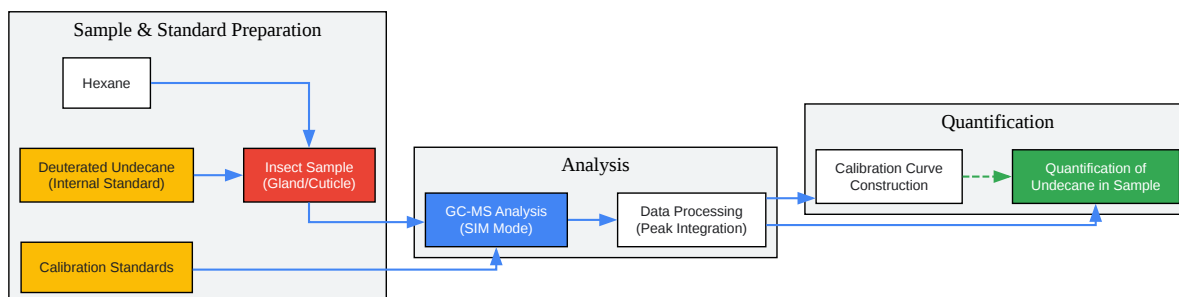 Sample & Standard Preparation
Hexane
Deuterated Undecane
(Internal Standard)
Insect Sample
(Gland/Cuticle)
Calibration Standards
Analysis
GC-MS Analysis
(SIM Mode)
Data Processing
(Peak Integration)
Quantification
Calibration Curve
Construction
Quantification of
Undecane in Sample